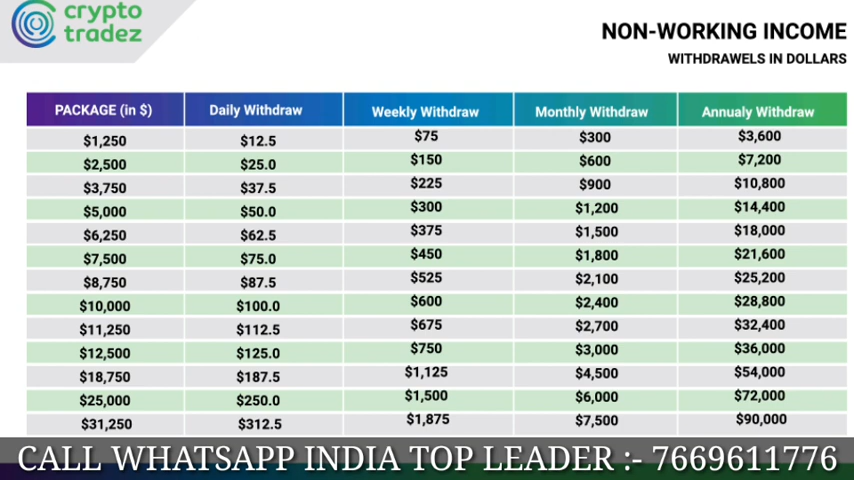 crypto
tradez
NON-WORKING INCOME
WITHDRAWELS IN DOLLARS
PACKAGE (in $) Daily Withdraw Weekly Withdraw Monthly Withdraw Annualy Withdraw
$1,250 $12.5 $75 $300 $3,600
$2,500 $25.0 $150 $600 $7,200
$3,750 $37.5 $225 $900 $10,800
$5,000 $50.0 $300 $1,200 $14,400
$6,250 $62.5 $375 $1,500 $18,000
$7,500 $75.0 $450 $1,800 $21,600
$8,750 $87.5 $525 $2,100 $25,200
$10,000 $100.0 $600 $2,400 $28,800
$11,250 $112.5 $675 $2,700 $32,400
$12,500 $125.0 $750 $3,000 $36,000
$18,750 $187.5 $1,125 $4,500 $54,000
$25,000 $250.0 $1,500 $6,000 $72,000
$31,250 $312.5 $1,875 $7,500 $90,000
CALL WHATSAPP INDIA TOP LEADER :- 7669611776